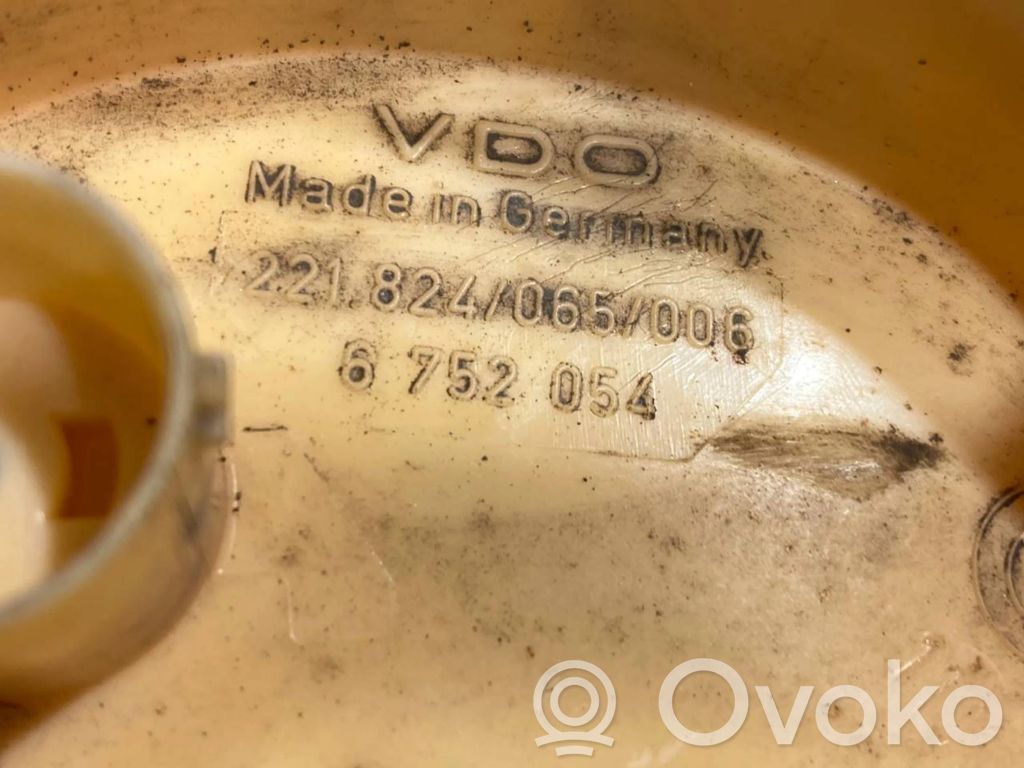 VDO
Made in Germany
221.824/065/006
6 752 054
Ovoko